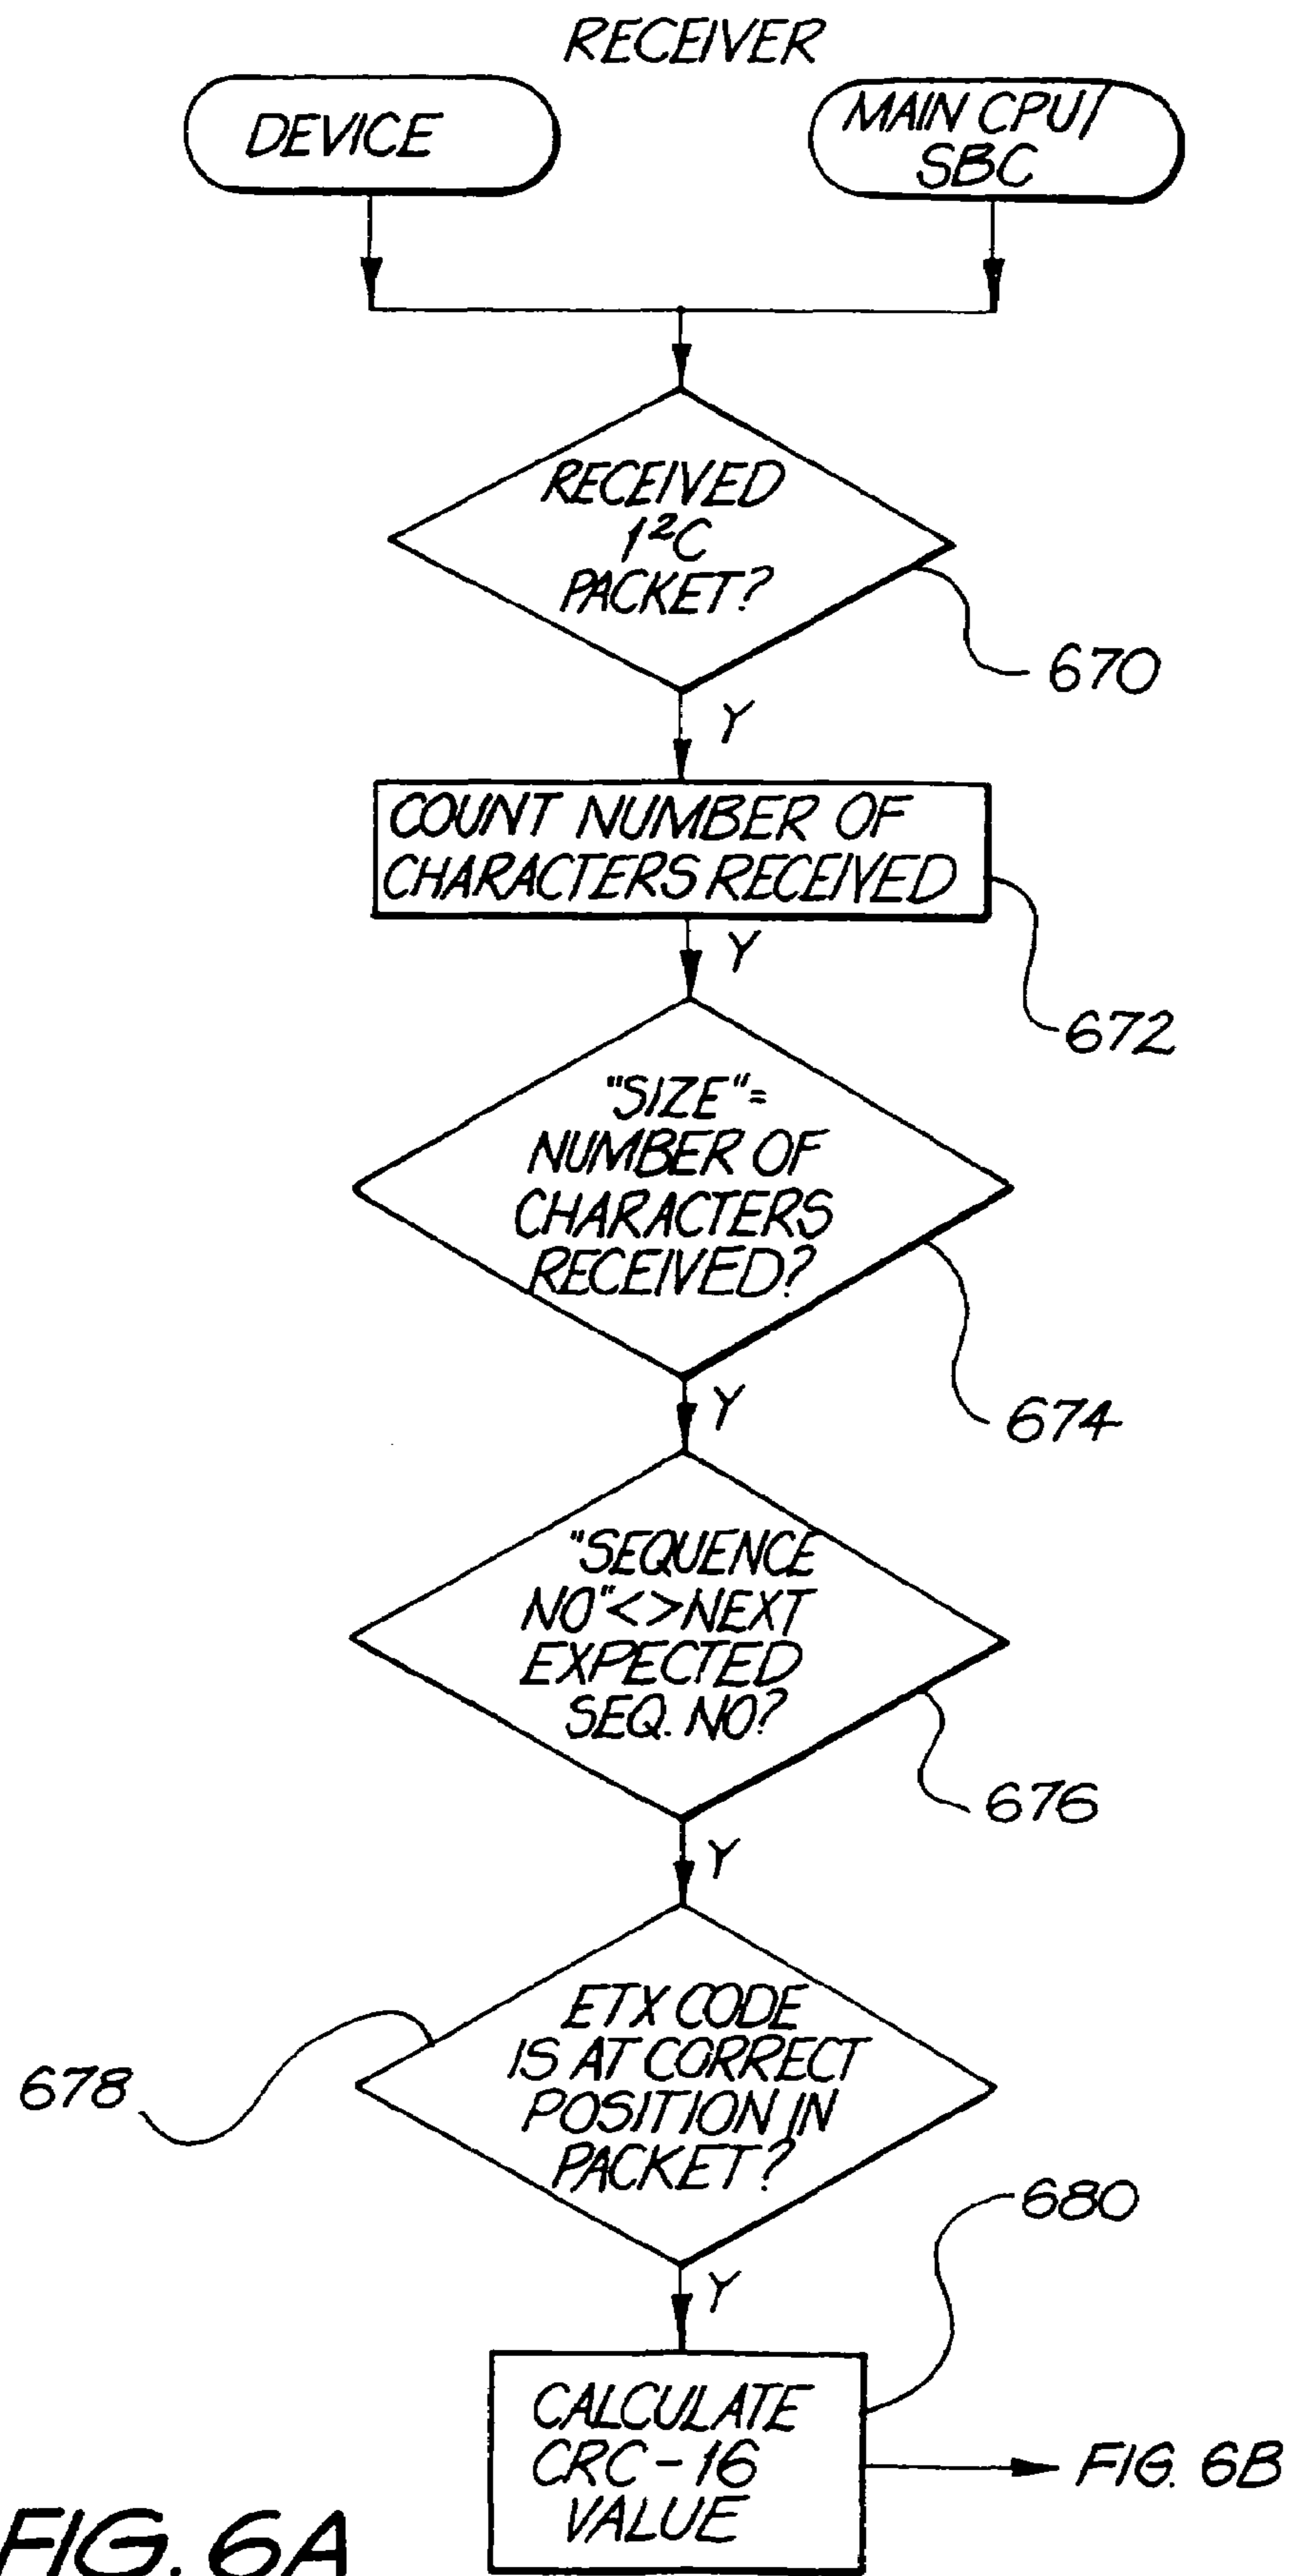 RECEIVER
DEVICE
MAIN CPU/
SBC
RECEIVED
I²C
PACKET?
670
Y
COUNT NUMBER OF
CHARACTERS RECEIVED
672
Y
"SIZE"=
NUMBER OF
CHARACTERS
RECEIVED?
674
Y
"SEQUENCE
NO"<>NEXT
EXPECTED
SEQ. NO?
676
Y
ETX CODE
IS AT CORRECT
POSITION IN
PACKET?
678
Y
680
CALCULATE
CRC-16
VALUE
FIG. 6B
FIG. 6A